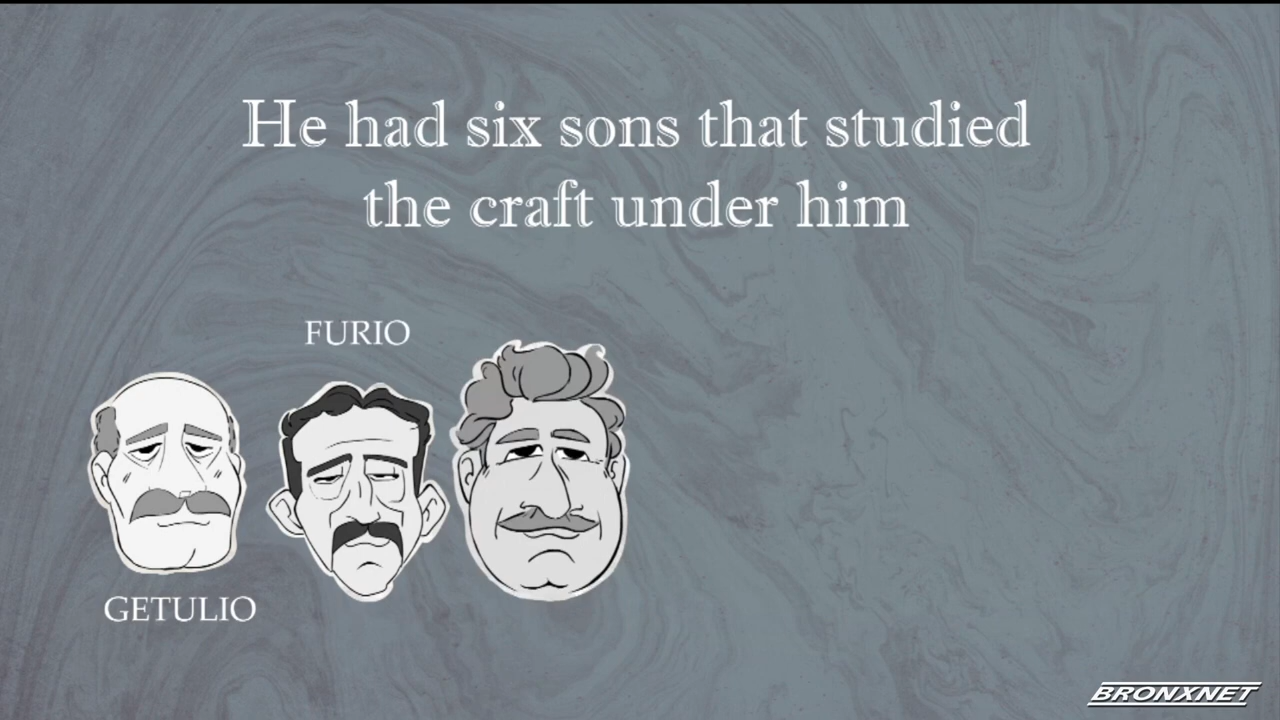 He had six sons that studied
the craft under him
FURIO
GETULIO
BRONXNET